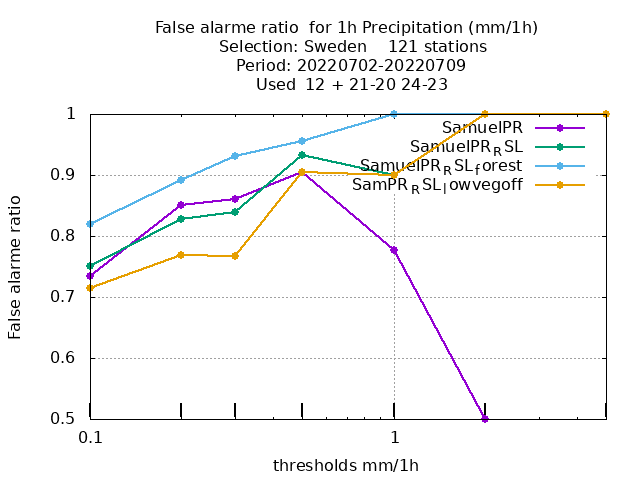 False alarme ratio  for 1h Precipitation (mm/1h)
Selection: Sweden    121 stations
Period: 20220702-20220709
Used  12 + 21-20 24-23
SamuelPR
SamuelPR_RSL
SamuelPR_RSL_forest
SamPR_RSL_lowvegoff
1
0.9
0.8
0.7
0.6
0.5
False alarme ratio
0.1
1
thresholds mm/1h